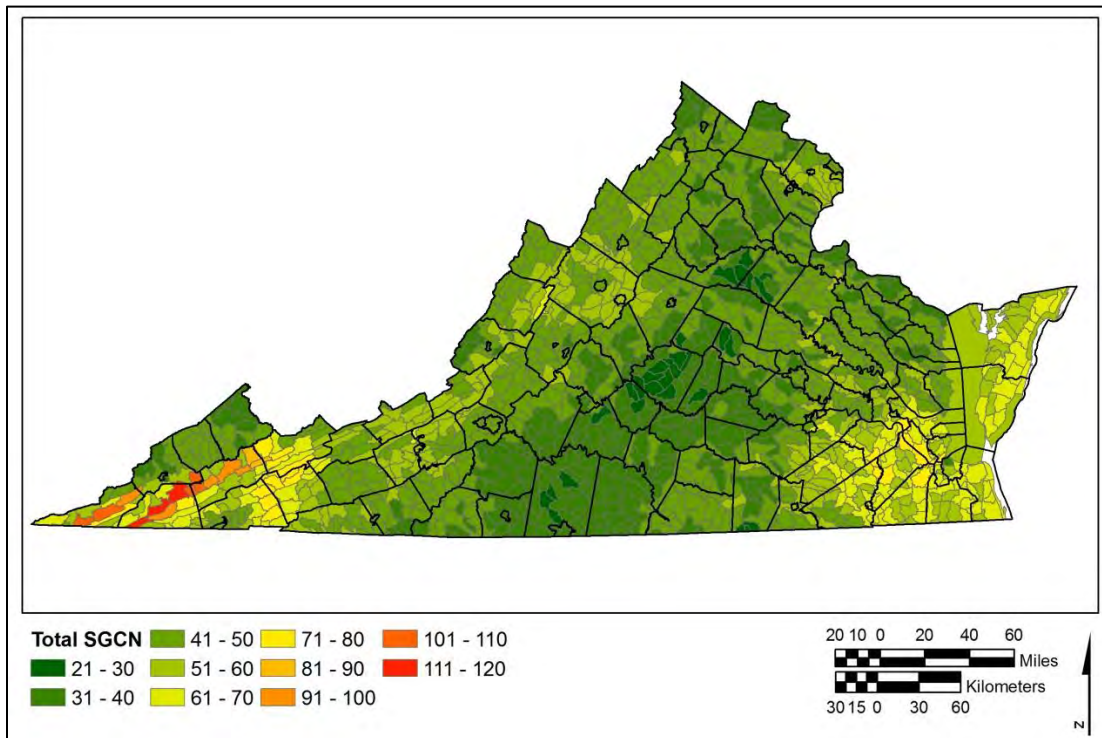 Total SGCN
21 - 30
31 - 40
41 - 50
51 - 60
61 - 70
71 - 80
81 - 90
91 - 100
101 - 110
111 - 120
20 10 0 20 40 60
Miles
Kilometers
30 15 0 30 60
N